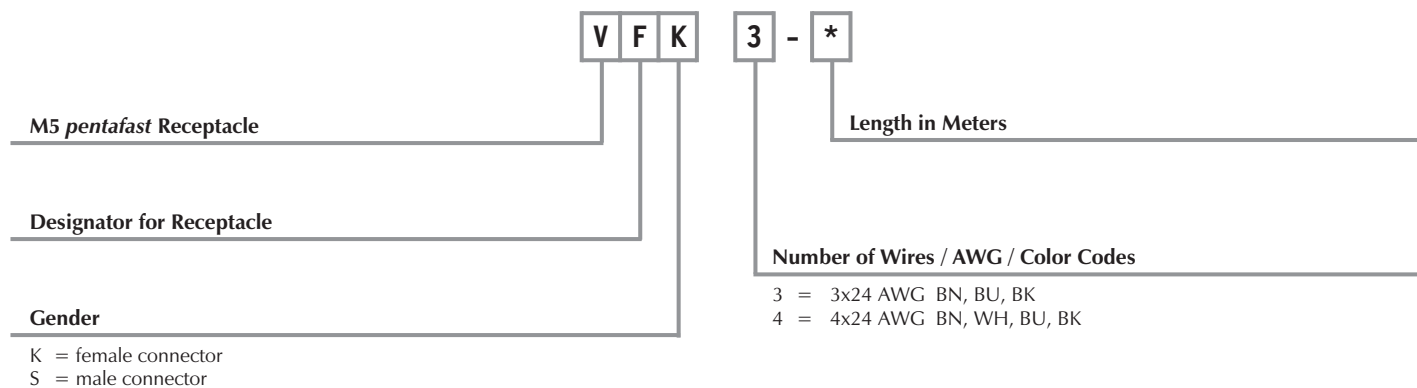 V F K 3 - *
M5 pentafast Receptacle
Length in Meters
Designator for Receptacle
Number of Wires / AWG / Color Codes
3 = 3x24 AWG BN, BU, BK
4 = 4x24 AWG BN, WH, BU, BK
Gender
K = female connector
S = male connector